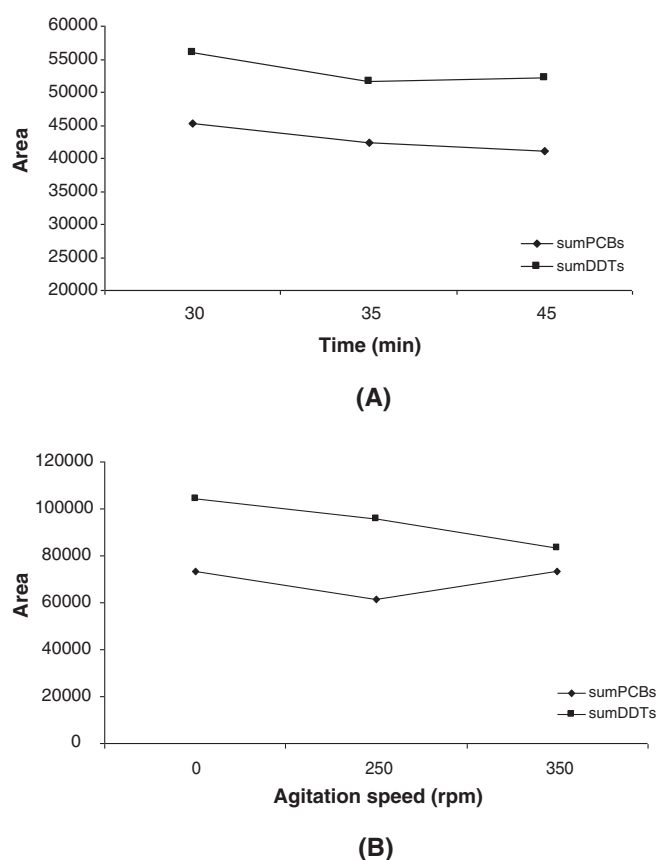 60000
55000
50000
45000
40000
35000
30000
25000
20000
Area
sumPCBs
sumDDTs
30 35 45
Time (min)
(A)
120000
100000
80000
60000
40000
20000
0
Area
sumPCBs
sumDDTs
0 250 350
Agitation speed (rpm)
(B)